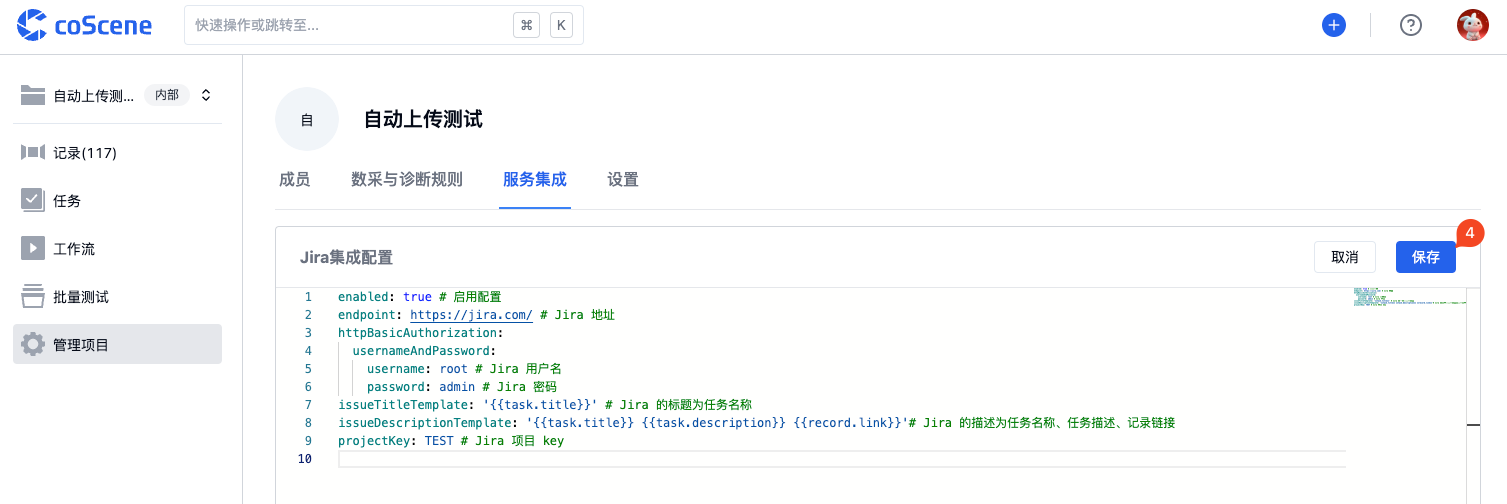 coScene
快速操作或跳转至...
⌘ K
自动上传测... 内部
记录(117)
任务
工作流
批量测试
管理项目
自
自动上传测试
成员 数采与诊断规则 服务集成 设置
4
Jira集成配置 取消 保存
1 enabled: true # 启用配置
2 endpoint: https://jira.com/ # Jira 地址
3 httpBasicAuthorization:
4 usernameAndPassword:
5 username: root # Jira 用户名
6 password: admin # Jira 密码
7 issueTitleTemplate: '{{task.title}}' # Jira 的标题为任务名称
8 issueDescriptionTemplate: '{{task.title}} {{task.description}} {{record.link}}'# Jira 的描述为任务名称、任务描述、记录链接
9 projectKey: TEST # Jira 项目 key
10